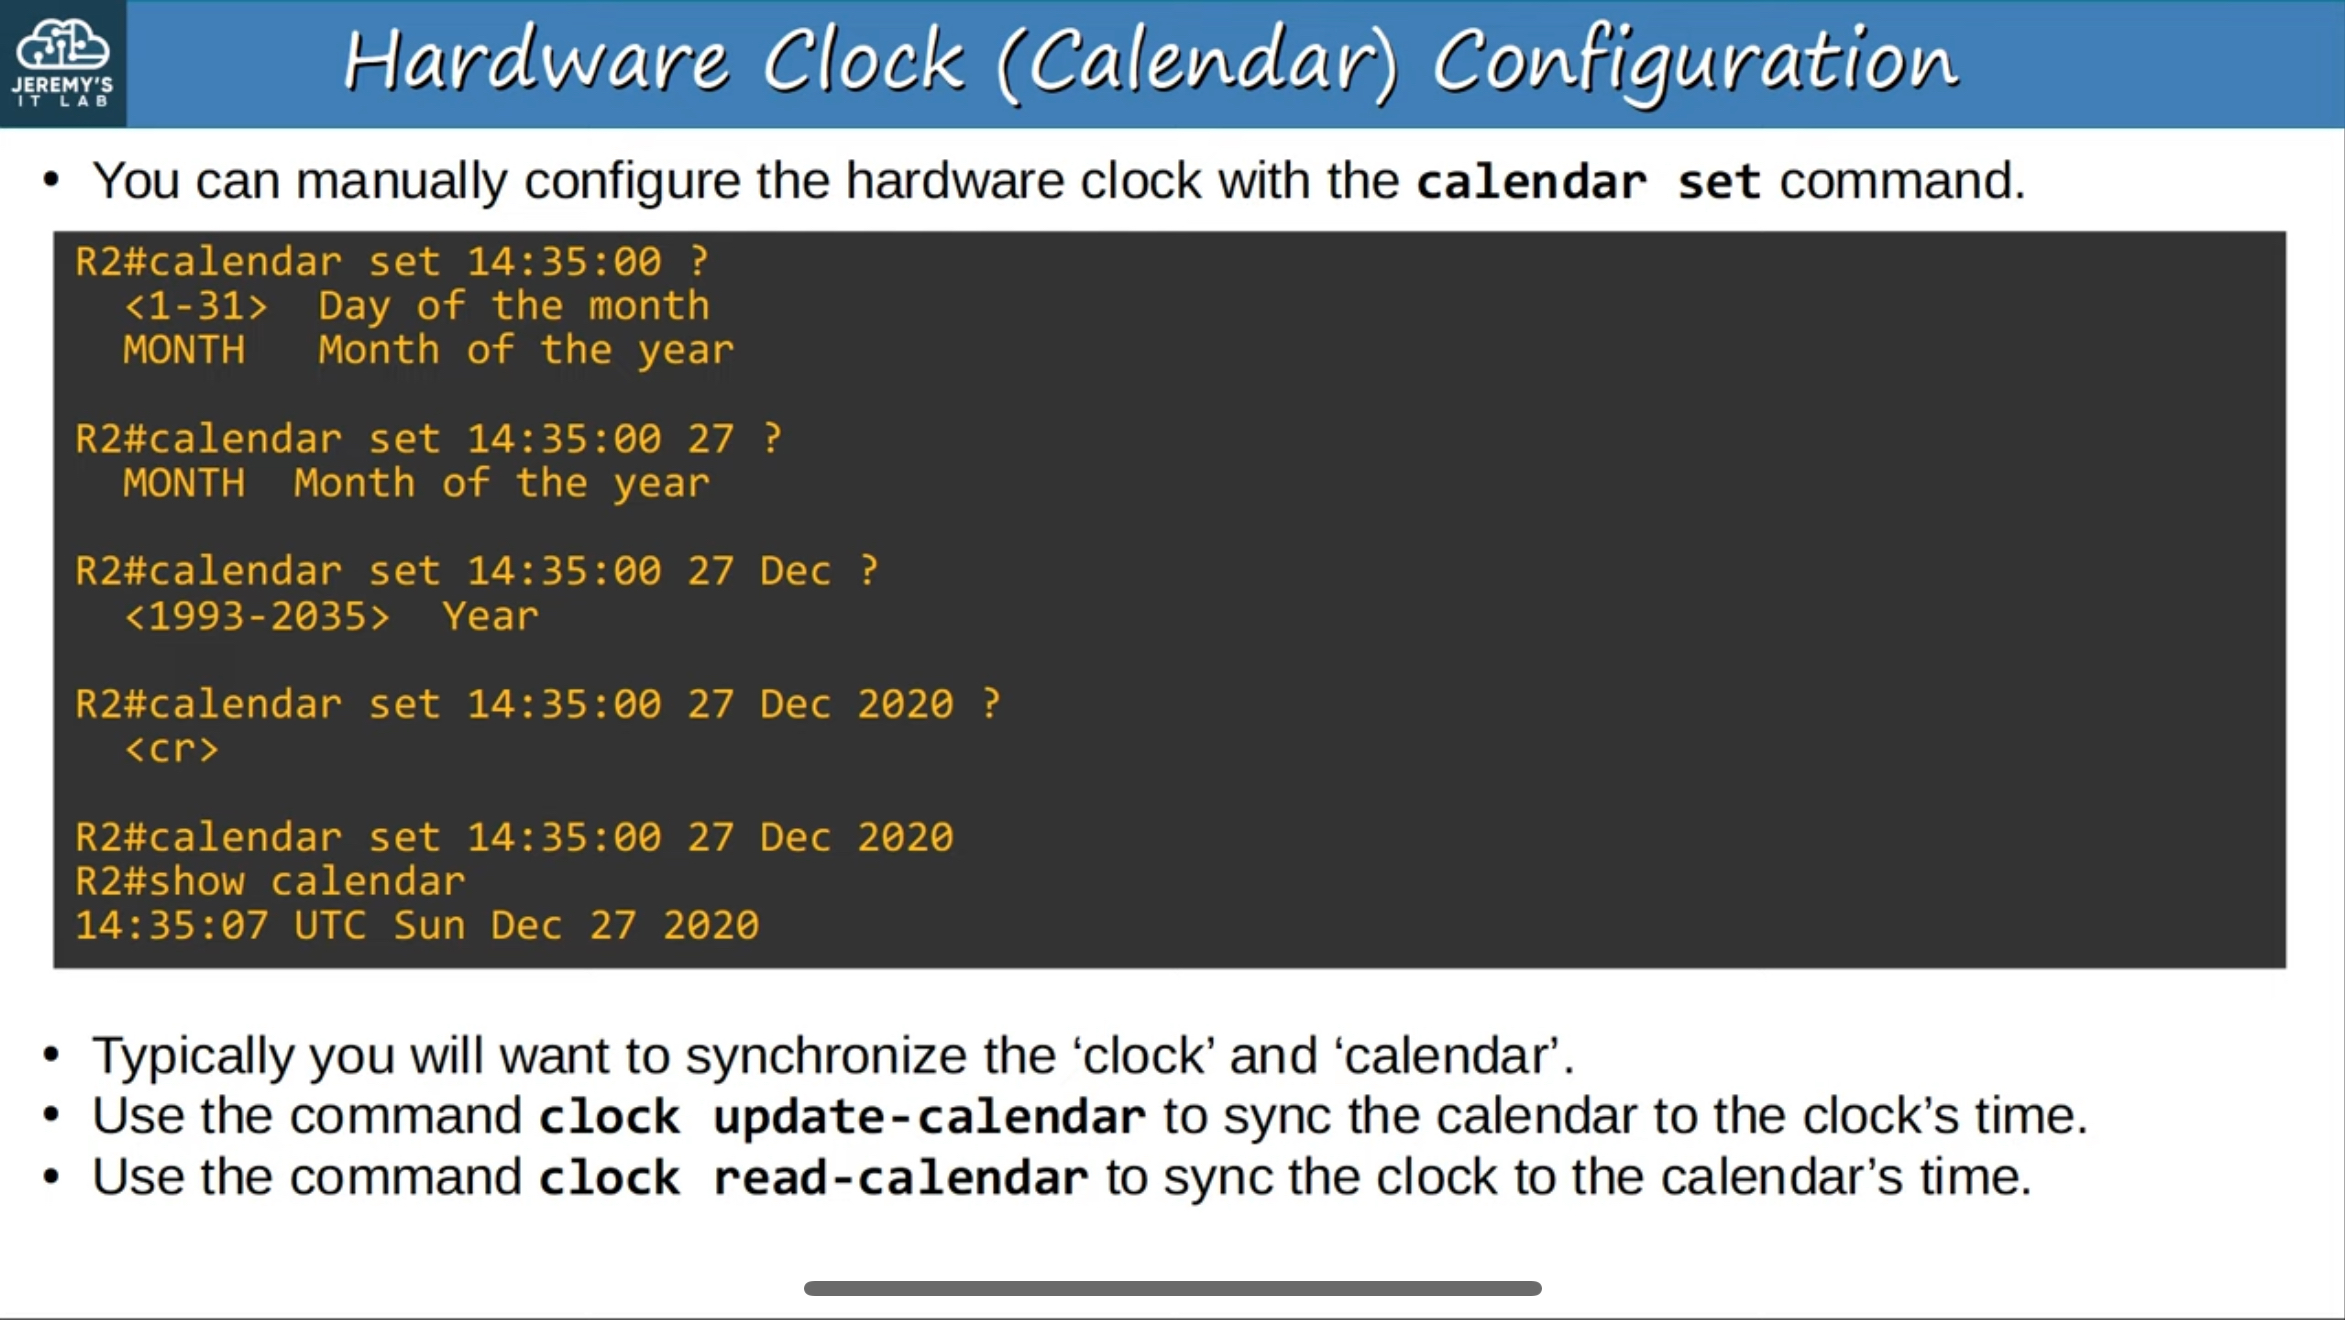 JEREMY'S
IT LAB
Hardware Clock (Calendar) Configuration
• You can manually configure the hardware clock with the calendar set command.
R2#calendar set 14:35:00 ?
  <1-31>  Day of the month
  MONTH   Month of the year
R2#calendar set 14:35:00 27 ?
  MONTH  Month of the year
R2#calendar set 14:35:00 27 Dec ?
  <1993-2035>  Year
R2#calendar set 14:35:00 27 Dec 2020 ?
  <cr>
R2#calendar set 14:35:00 27 Dec 2020
R2#show calendar
14:35:07 UTC Sun Dec 27 2020
• Typically you will want to synchronize the ‘clock’ and ‘calendar’.
• Use the command clock update-calendar to sync the calendar to the clock’s time.
• Use the command clock read-calendar to sync the clock to the calendar’s time.